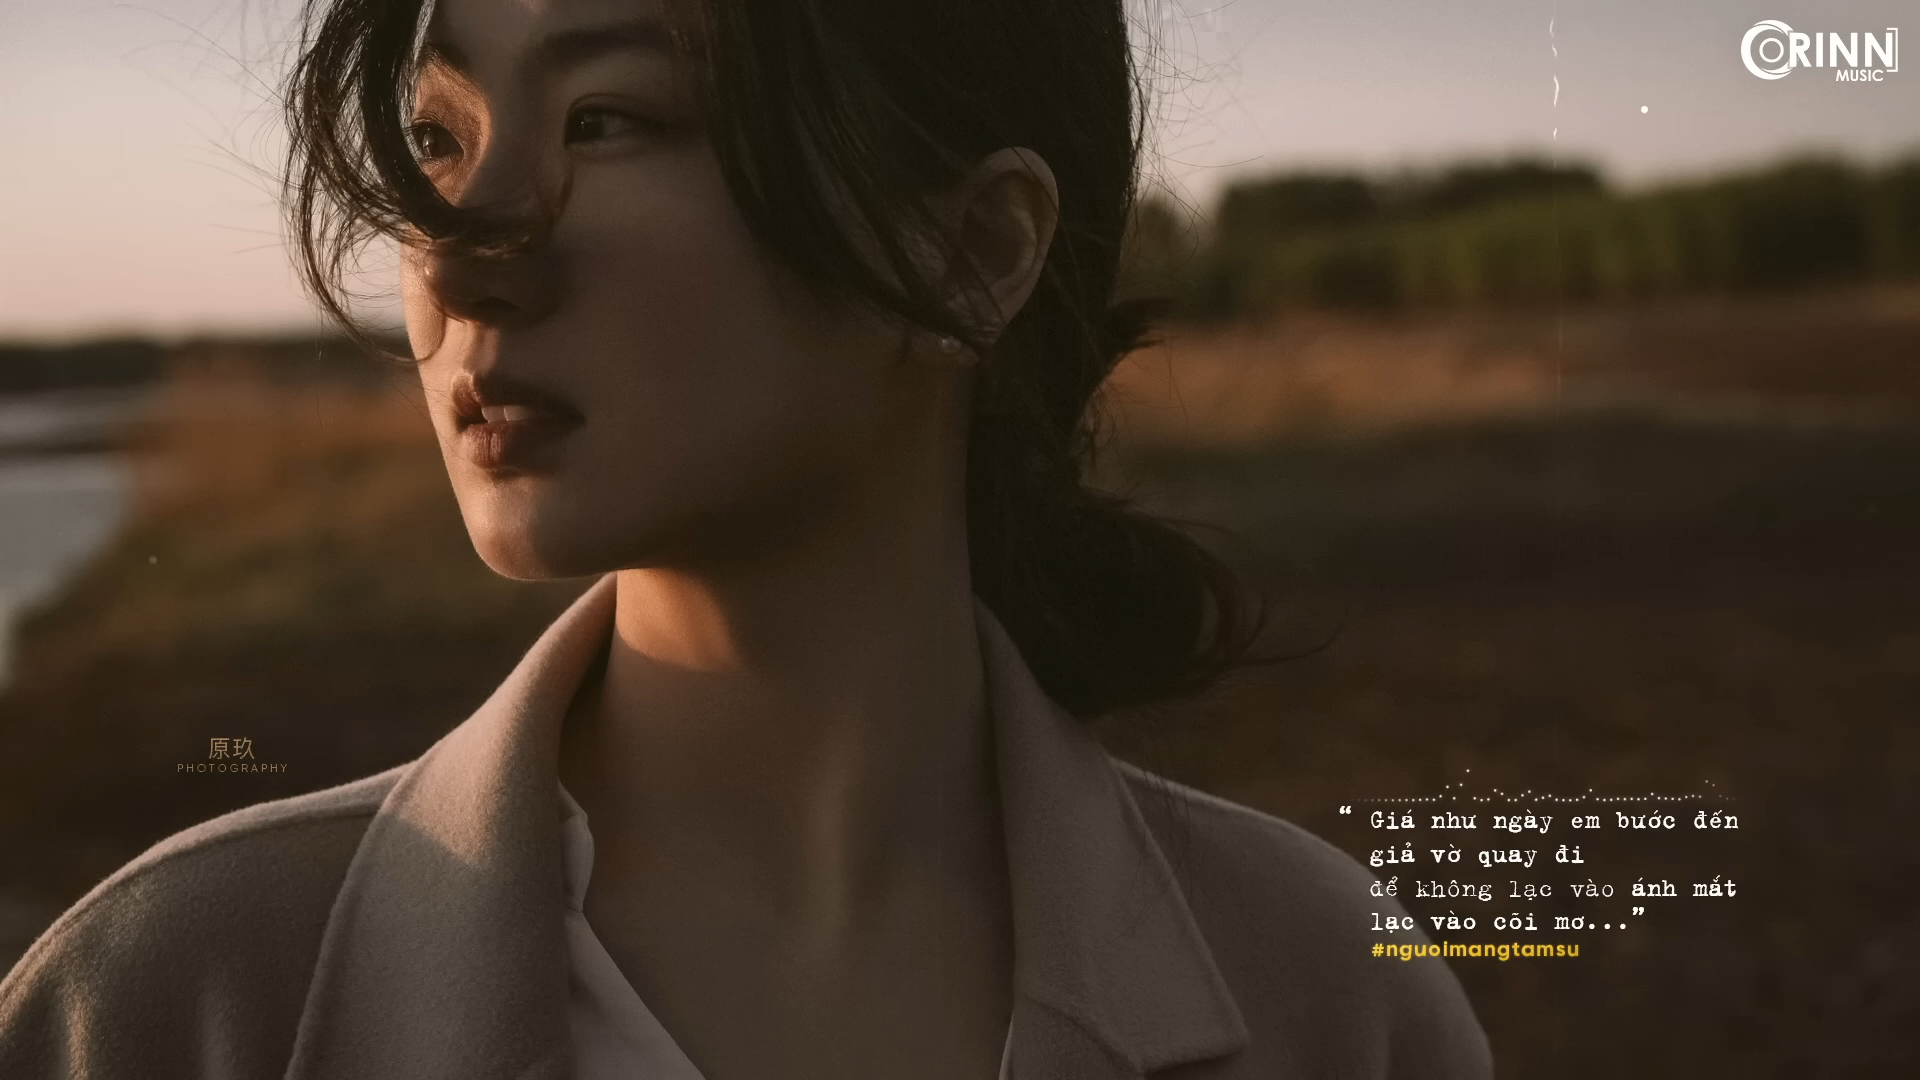 ORINN
MUSIC
原玖
PHOTOGRAPHY
“ Giá như ngày em bước đến
giả vờ quay đi
để không lạc vào ánh mắt
lạc vào cõi mơ...”
#nguoimangtamsu